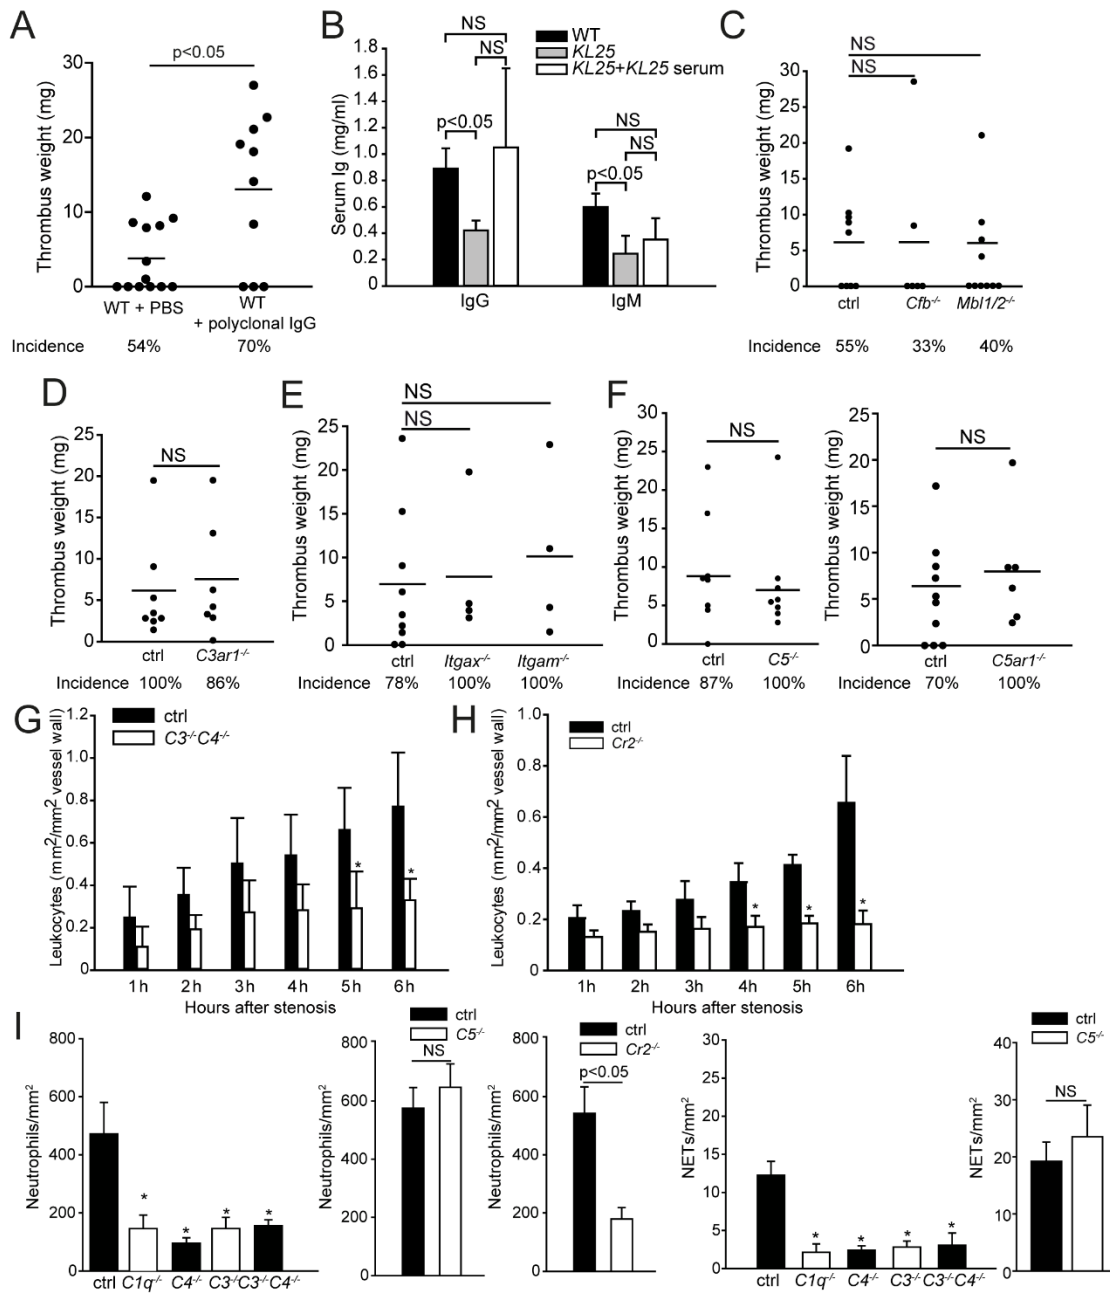 A
p<0.05
Thrombus weight (mg)
30
20
10
0
WT + PBS
WT
+ polyclonal IgG
Incidence 54% 70%
B
NS
NS
p<0.05
NS
NS
p<0.05
WT
KL25
KL25+KL25 serum
Serum Ig (mg/ml)
1.8
1.6
1.4
1.2
1.0
0.8
0.6
0.4
0.2
0
IgG IgM
C
NS
NS
Thrombus weight (mg)
30
25
20
15
10
5
0
ctrl Cfb-/- Mbl1/2-/-
Incidence 55% 33% 40%
D
NS
Thrombus weight (mg)
25
20
15
10
5
0
ctrl C3ar1-/-
Incidence 100% 86%
E
NS
NS
Thrombus weight (mg)
25
20
15
10
5
0
ctrl Itgax-/- Itgam-/-
Incidence 78% 100% 100%
F
NS
Thrombus weight (mg)
30
25
20
15
10
5
0
ctrl C5-/-
Incidence 87% 100%
NS
Thrombus weight (mg)
25
20
15
10
5
0
ctrl C5ar1-/-
70% 100%
G
ctrl
C3-/-C4-/-
Leukocytes (mm2/mm2 vessel wall)
1.2
1.0
0.8
0.6
0.4
0.2
0
* *
1h 2h 3h 4h 5h 6h
Hours after stenosis
H
ctrl
Cr2-/-
Leukocytes (mm2/mm2 vessel wall)
1.0
0.8
0.6
0.4
0.2
0
* * *
1h 2h 3h 4h 5h 6h
Hours after stenosis
I
Neutrophils/mm2
800
600
400
200
0
* * * *
ctrl C1q-/- C4-/- C3-/- C3-/-C4-/-
ctrl
C5-/-
NS
Neutrophils/mm2
800
600
400
200
0
ctrl
Cr2-/-
p<0.05
Neutrophils/mm2
800
600
400
200
0
NETs/mm2
30
25
20
15
10
5
0
* * * *
ctrl C1q-/- C4-/- C3-/- C3-/-C4-/-
ctrl
C5-/-
NS
NETs/mm2
40
30
20
10
0